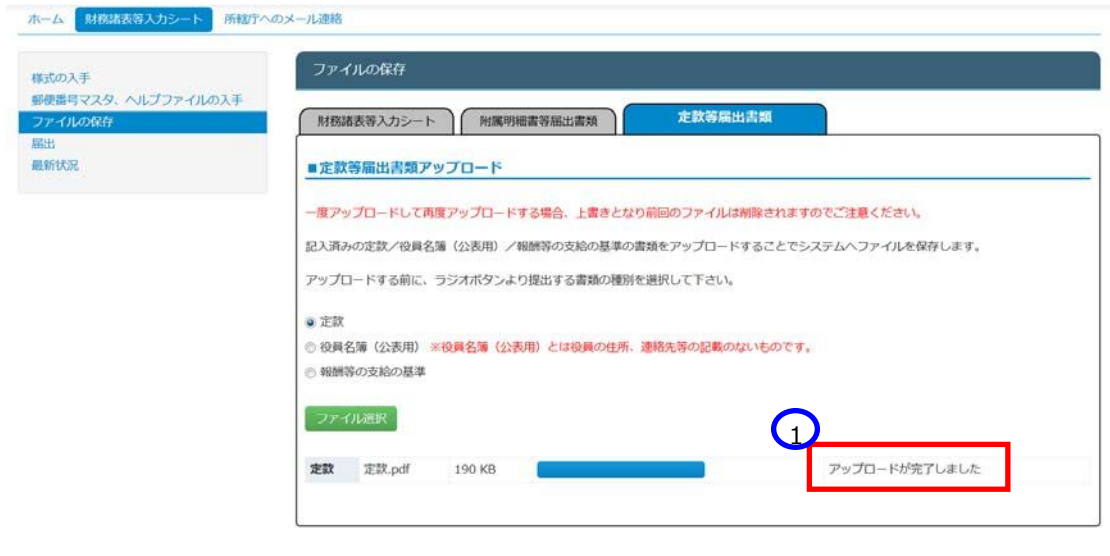 ホーム 財務諸表等入力シート 所轄庁へのメール連絡
様式の入手
郵便番号マスタ、ヘルプファイルの入手
ファイルの保存
届出
最新状況
ファイルの保存
財務諸表等入力シート 附属明細書等届出書類 定款等届出書類
■定款等届出書類アップロード
一度アップロードして再度アップロードする場合、上書きとなり前回のファイルは削除されますのでご注意ください。
記入済みの定款／役員名簿（公表用）／報酬等の支給の基準の書類をアップロードすることでシステムへファイルを保存します。
アップロードする前に、ラジオボタンより提出する書類の種別を選択して下さい。
定款
役員名簿（公表用） ※役員名簿（公表用）とは役員の住所、連絡先等の記載のないものです。
報酬等の支給の基準
ファイル選択
1
定款 定款.pdf 190 KB アップロードが完了しました